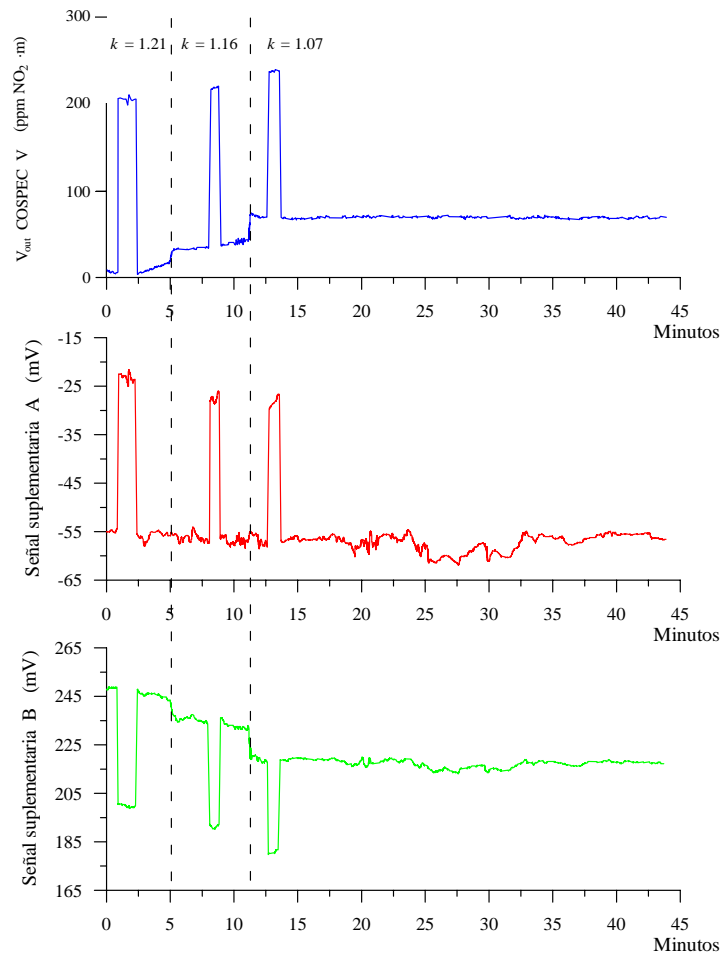 300
k = 1.21
k = 1.16
k = 1.07
200
100
0
Vout COSPEC V (ppm NO2 ·m)
0 5 10 15 20 25 30 35 40 45
Minutos
-15
-25
-35
-45
-55
-65
Señal suplementaria A (mV)
0 5 10 15 20 25 30 35 40 45
Minutos
265
245
225
205
185
165
Señal suplementaria B (mV)
0 5 10 15 20 25 30 35 40 45
Minutos